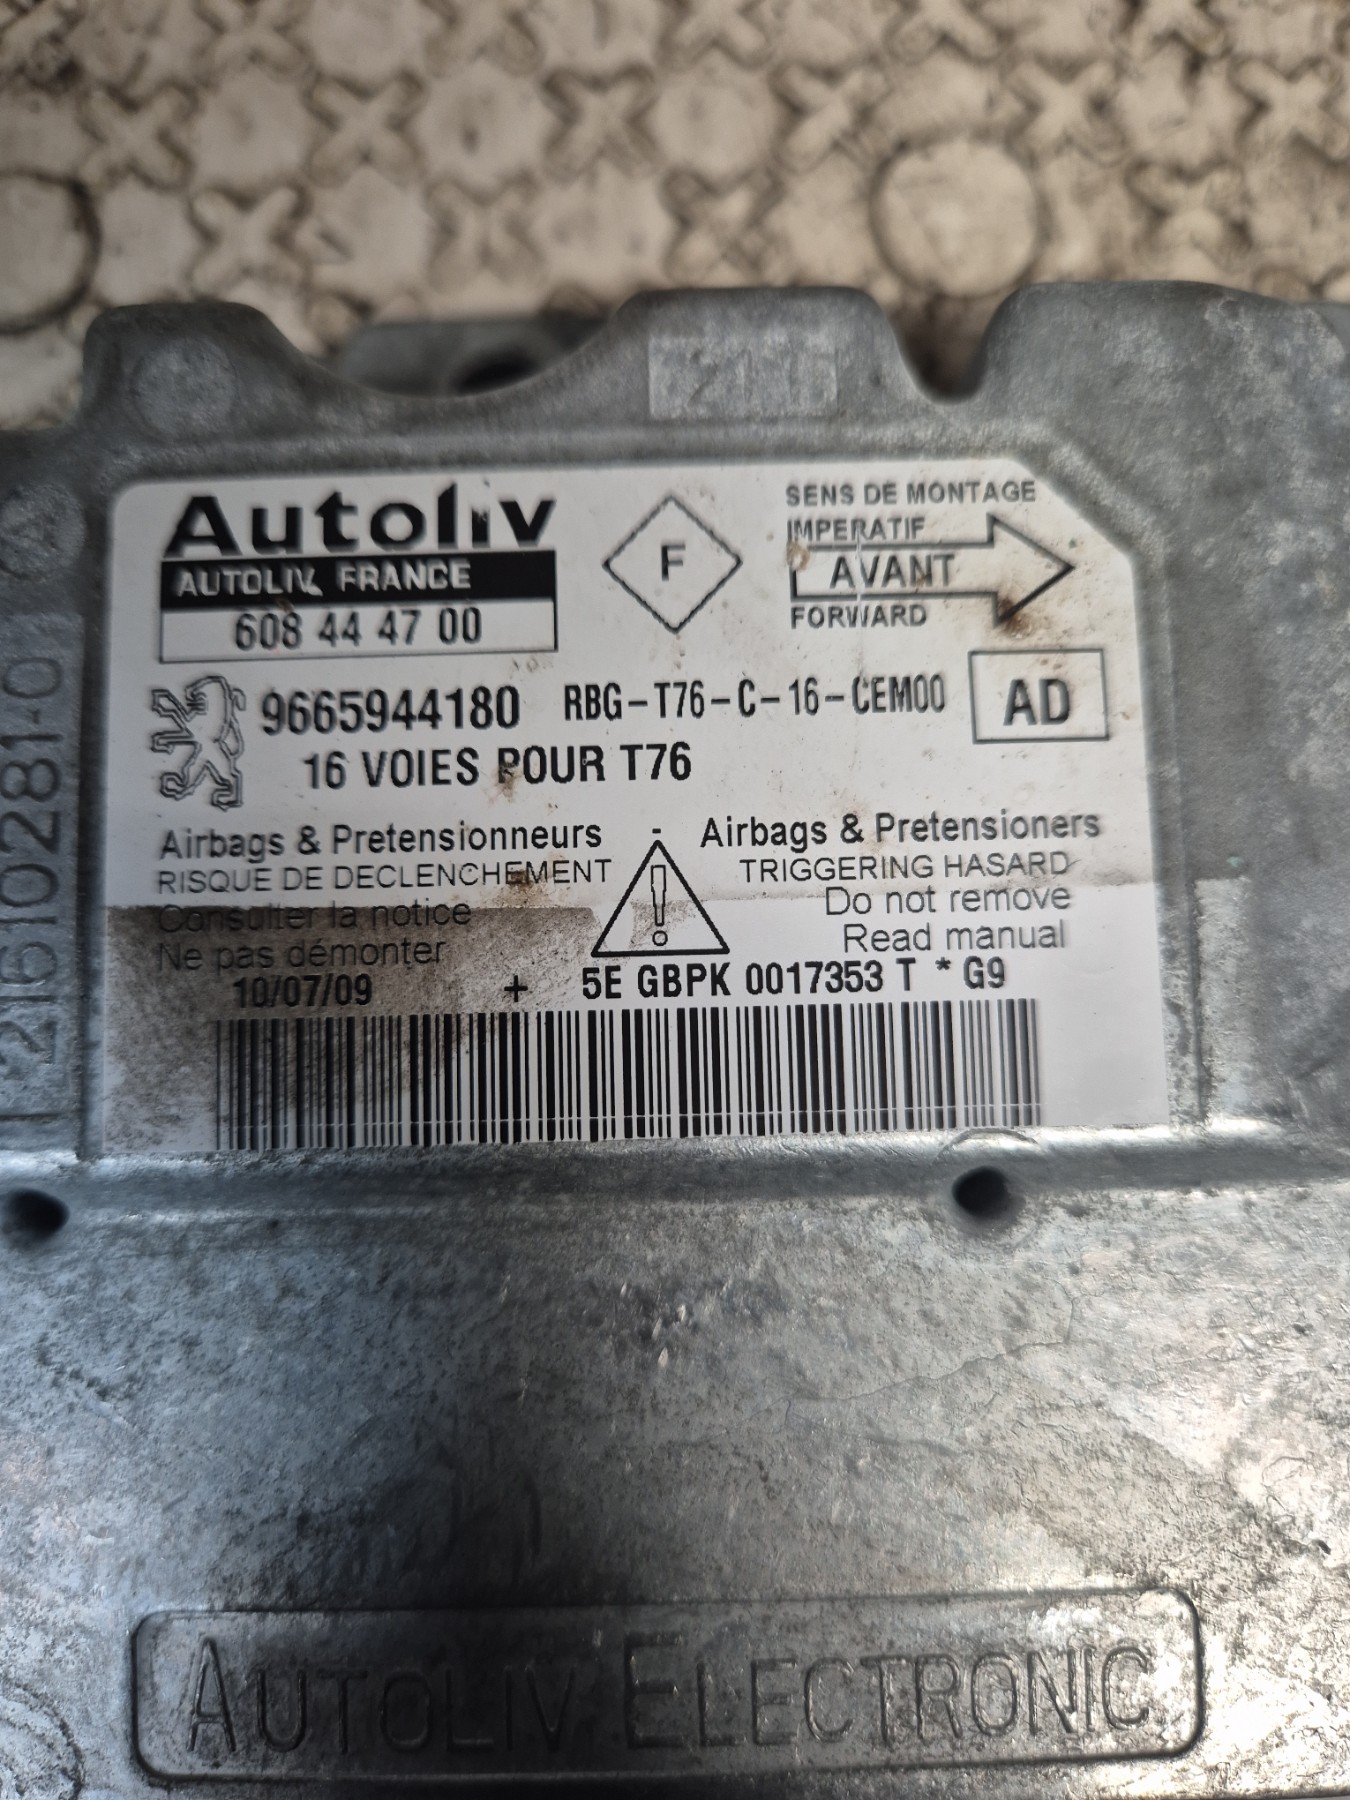 Autoliv
AUTOLIV FRANCE
608 44 47 00
F
SENS DE MONTAGE
IMPERATIF
AVANT
FORWARD
9665944180 RBG-T76-C-16-CEM00 AD
16 VOIES POUR T76
Airbags & Pretensionneurs - Airbags & Pretensioners
RISQUE DE DECLENCHEMENT TRIGGERING HASARD
Consulter la notice Do not remove
Ne pas démonter Read manual
!
10/07/09 + 5E GBPK 0017353 T * G9
21610281-0
AUTOLIV ELECTRONIC